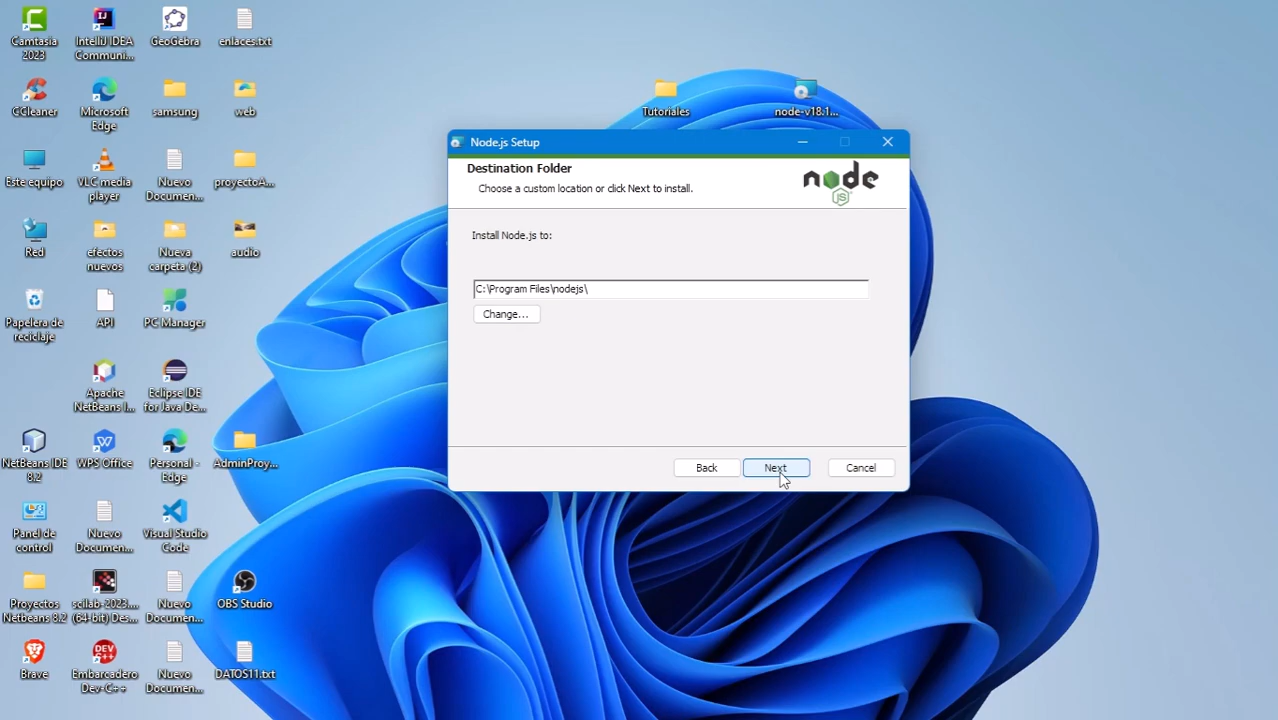 Camtasia
2023
IntelliJ IDEA
Communi...
GeoGebra
enlaces.txt
CCleaner
Microsoft
Edge
samsung
web
Tutoriales
node-v18.1...
Este equipo
VLC media
player
Nuevo
Documen...
proyectoA...
Red
efectos
nuevos
Nueva
carpeta (2)
audio
Papelera de
reciclaje
API
PC Manager
Apache
NetBeans I...
Eclipse IDE
for Java De...
NetBeans IDE
8.2
WPS Office
Personal -
Edge
AdminProy...
Panel de
control
Nuevo
Documen...
Visual Studio
Code
Proyectos
Netbeans 8.2
scilab-2023....
(64-bit) Des...
Nuevo
Documen...
OBS Studio
Brave
Embarcadero
Dev-C++
Nuevo
Documen...
DATOS11.txt
Node.js Setup
Destination Folder
Choose a custom location or click Next to install.
node
JS
Install Node.js to:
C:\Program Files\nodejs\
Change...
Back
Next
Cancel